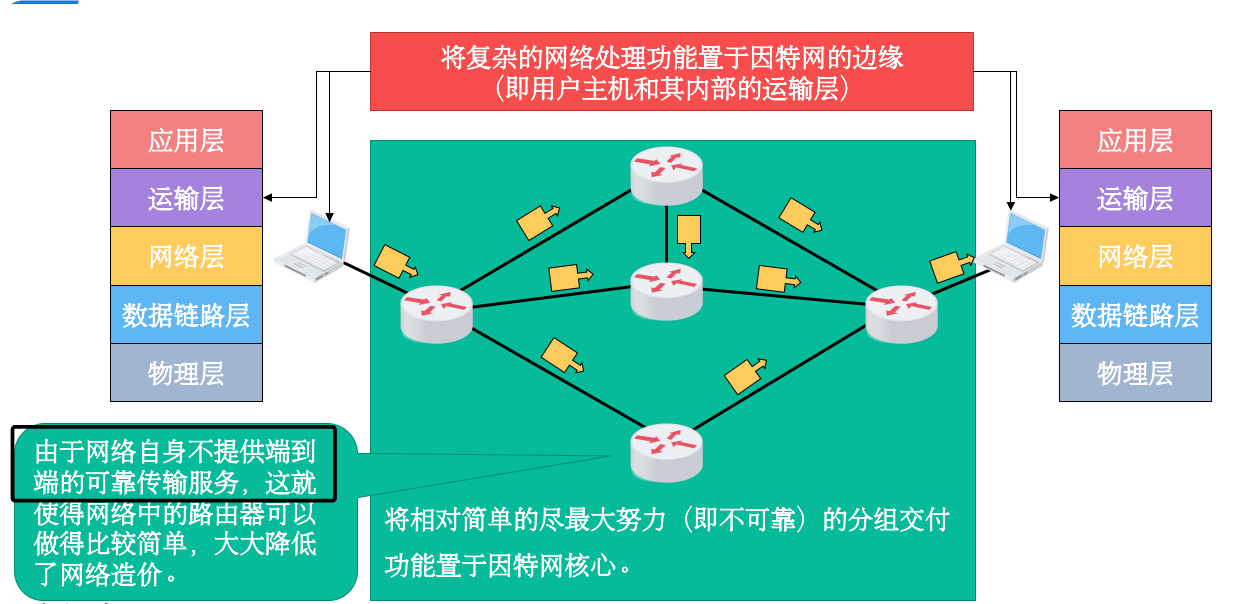 将复杂的网络处理功能置于因特网的边缘
（即用户主机和其内部的运输层）
应用层
运输层
网络层
数据链路层
物理层
应用层
运输层
网络层
数据链路层
物理层
由于网络自身不提供端到
端的可靠传输服务，这就
使得网络中的路由器可以
做得比较简单，大大降低
了网络造价。
将相对简单的尽最大努力（即不可靠）的分组交付
功能置于因特网核心。